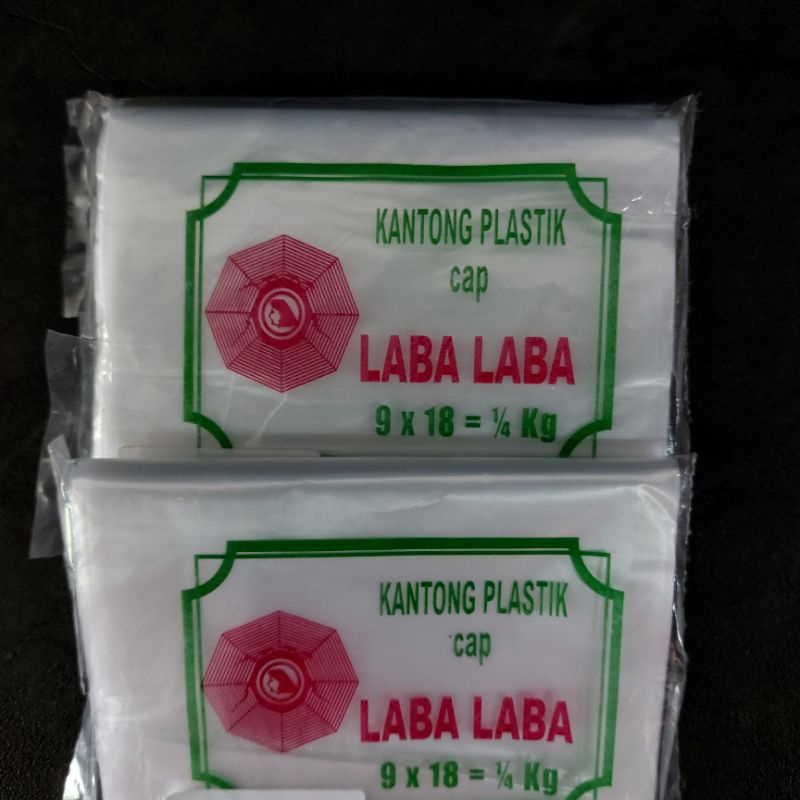 KANTONG PLASTIK
cap
LABA LABA
9 x 18 = ¼ Kg
KANTONG PLASTIK
cap
LABA LABA
9 x 18 = ¼ Kg